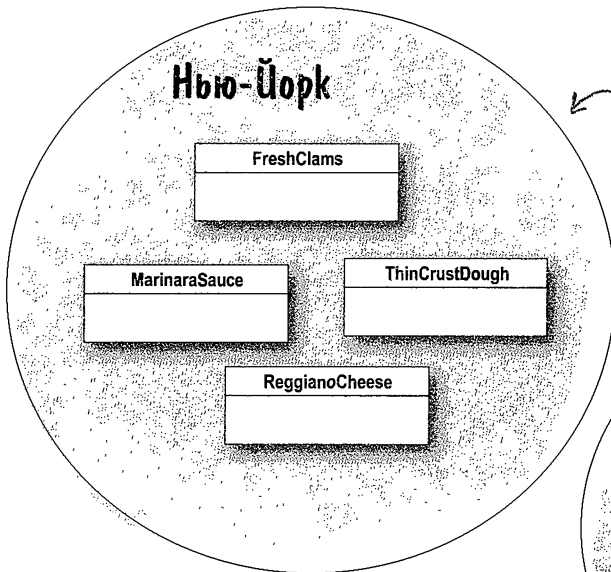 Нью-Йорк
FreshClams
MarinaraSauce
ThinCrustDough
ReggianoCheese